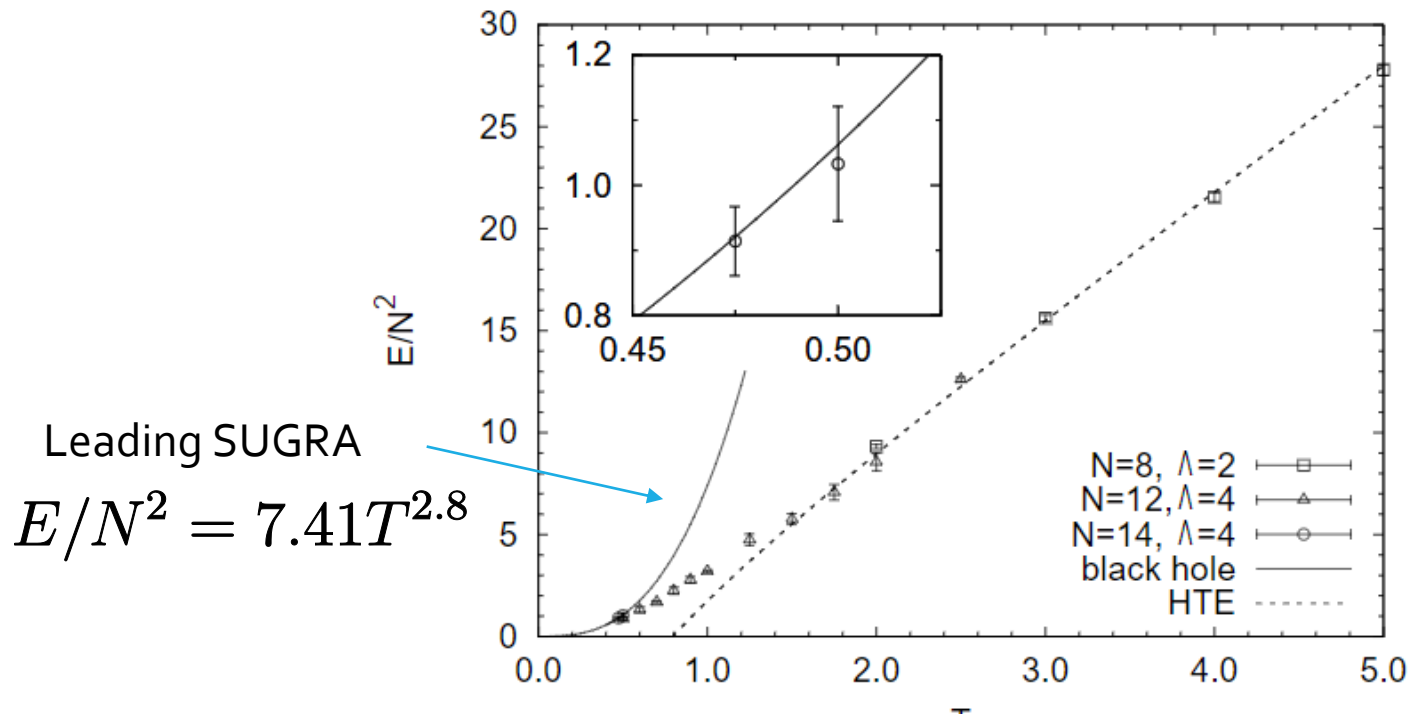 30
25
20
15
10
5
0
E/N²
1.2
1.0
0.8
0.45 0.50
Leading SUGRA
E/N² = 7.41T^{2.8}
N=8, Λ=2
N=12, Λ=4
N=14, Λ=4
black hole
HTE
0.0 1.0 2.0 3.0 4.0 5.0